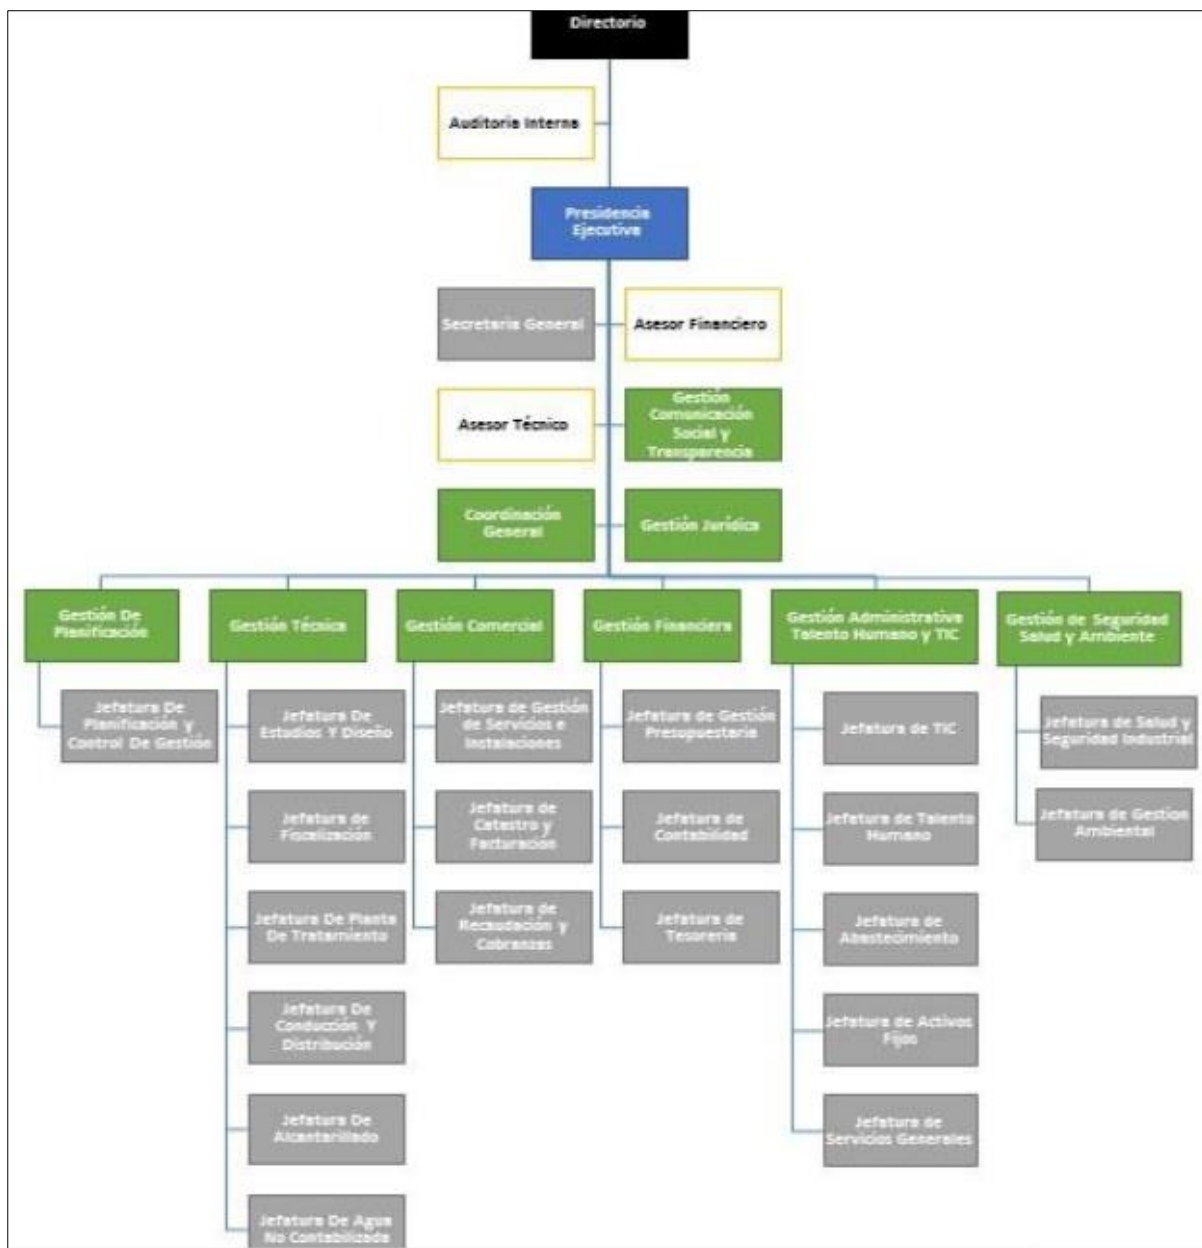 Directorio
Auditoria Interna
Presidencia
Ejecutiva
Secretaria General
Asesor Financiero
Asesor Técnico
Gestión
Comunicación
Social y
Transparencia
Coordinación
General
Gestión Jurídica
Gestión De
Planificación
Gestión Técnica
Gestión Comercial
Gestión Financiera
Gestión Administrativa
Talento Humano y TIC
Gestión de Seguridad
Salud y Ambiente
Jefatura De
Planificación y
Control De Gestión
Jefatura De
Estudios Y Diseño
Jefatura de
Fiscalización
Jefatura De Planta
De Tratamiento
Jefatura De
Conducción Y
Distribución
Jefatura De
Alcantarillado
Jefatura De Agua
No Contabilizada
Jefatura de Gestión
de Servicios e
Instalaciones
Jefatura de
Catastro y
Facturación
Jefatura de
Recaudación y
Cobranzas
Jefatura de Gestión
Presupuestaria
Jefatura de
Contabilidad
Jefatura de
Tesoreria
Jefatura de TIC
Jefatura de Talento
Humano
Jefatura de
Abastecimiento
Jefatura de Activos
Fijos
Jefatura de
Servicios Generales
Jefatura de Salud y
Seguridad Industrial
Jefatura de Gestion
Ambiental